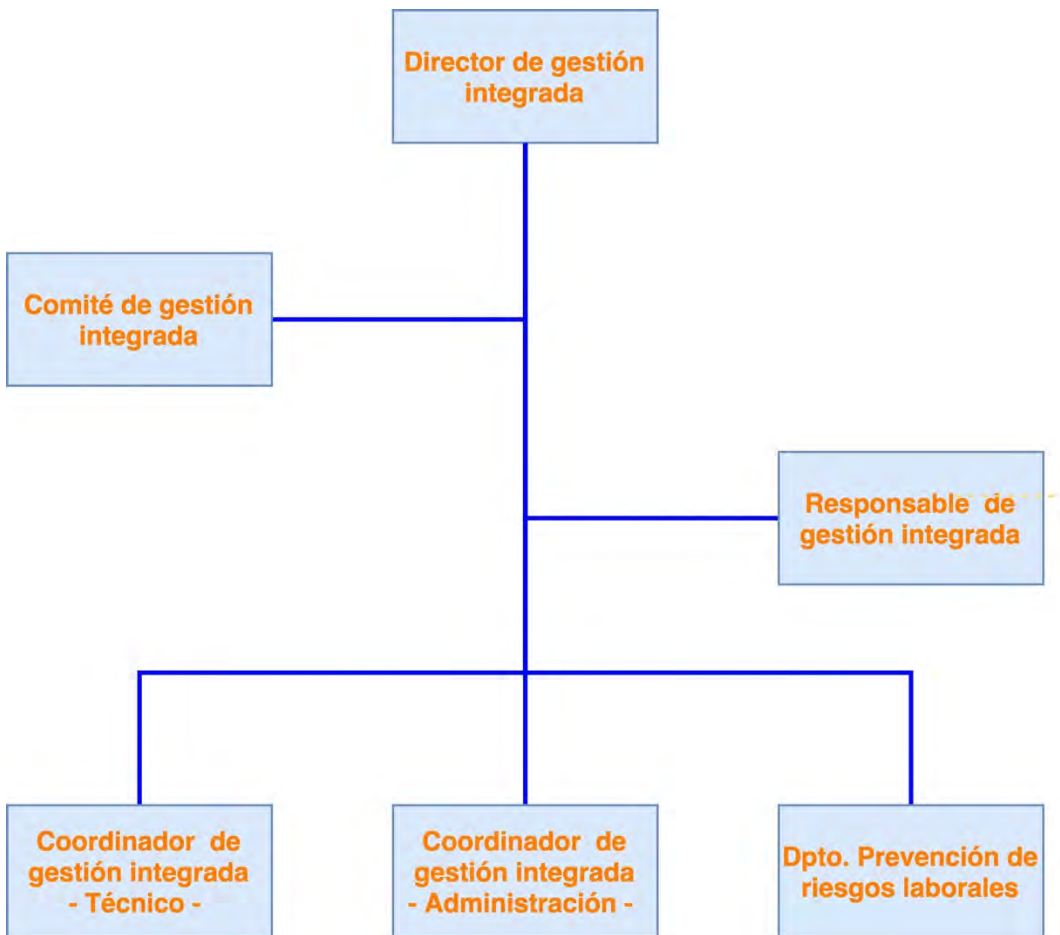 Director de gestión
integrada
Comité de gestión
integrada
Responsable de
gestión integrada
Coordinador de
gestión integrada
- Técnico -
Coordinador de
gestión integrada
- Administración -
Dpto. Prevención de
riesgos laborales